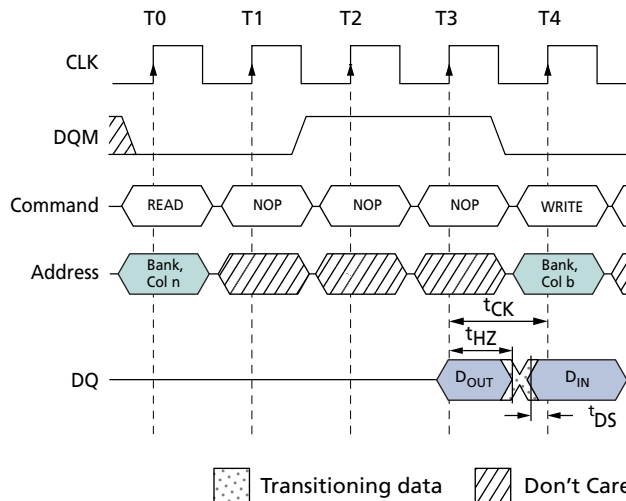 T0 T1 T2 T3 T4
CLK
DQM
Command READ NOP NOP NOP WRITE
Address Bank, Col n Bank, Col b
tCK
tHZ
DQ DOUT DIN
tDS
Transitioning data Don't Care